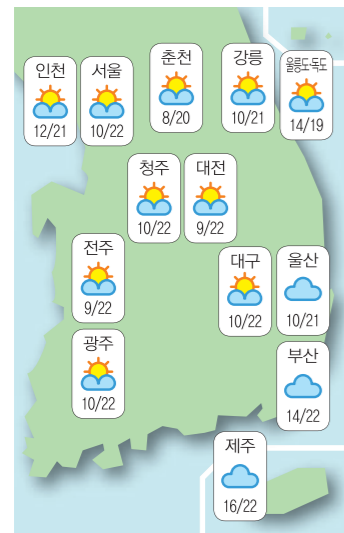 인천
12/21
서울
10/22
춘천
8/20
강릉
10/21
울릉도·독도
14/19
청주
10/22
대전
9/22
전주
9/22
대구
10/22
울산
10/21
광주
10/22
부산
14/22
제주
16/22